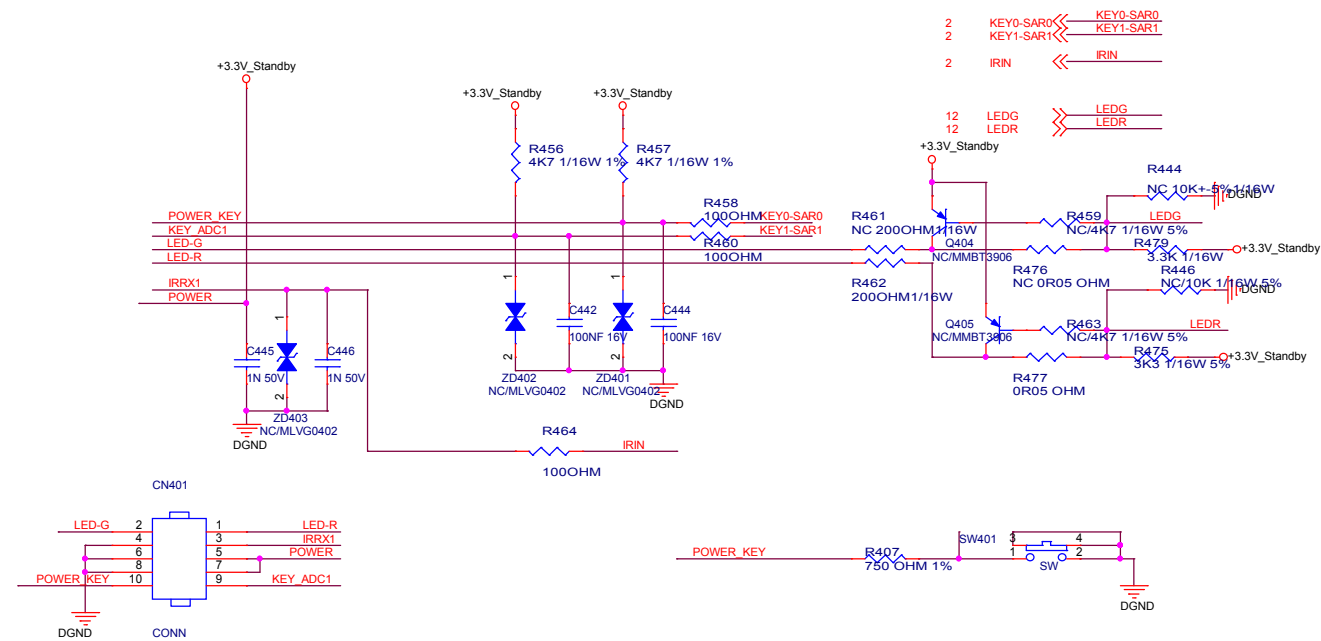 2 KEY0-SAR0 KEY0-SAR0
2 KEY1-SAR1 KEY1-SAR1
2 IRIN IRIN
12 LEDG LEDG
12 LEDR LEDR
+3.3V_Standby
+3.3V_Standby
+3.3V_Standby
+3.3V_Standby
R456
4K7 1/16W 1%
R457
4K7 1/16W 1%
R444
NC 10K+-5%1/16W
DGND
POWER_KEY
KEY_ADC1
LED-G
LED-R
IRRX1
POWER
R458
100OHM
KEY0-SAR0
KEY1-SAR1
R460
100OHM
R461
NC 200OHM1/16W
Q404
NC/MMBT3906
R462
200OHM1/16W
R459
NC/4K7 1/16W 5%
LEDG
R479
3.3K 1/16W
+3.3V_Standby
R476
NC 0R05 OHM
R446
NC/10K 1/16W 5%
DGND
Q405
NC/MMBT3906
R463
NC/4K7 1/16W 5%
LEDR
R475
3K3 1/16W 5%
+3.3V_Standby
R477
0R05 OHM
1
2
C445
1N 50V
C446
1N 50V
ZD403
NC/MLVG0402
DGND
1
2
C442
100NF 16V
1
2
C444
100NF 16V
ZD402
NC/MLVG0402
ZD401
NC/MLVG0402
DGND
R464
100OHM
IRIN
CN401
LED-G 2 1 LED-R
4 3 IRRX1
6 5 POWER
8 7
POWER_KEY 10 9 KEY_ADC1
DGND
CONN
POWER_KEY
R407
750 OHM 1%
SW401
3 4
1 2
SW
DGND